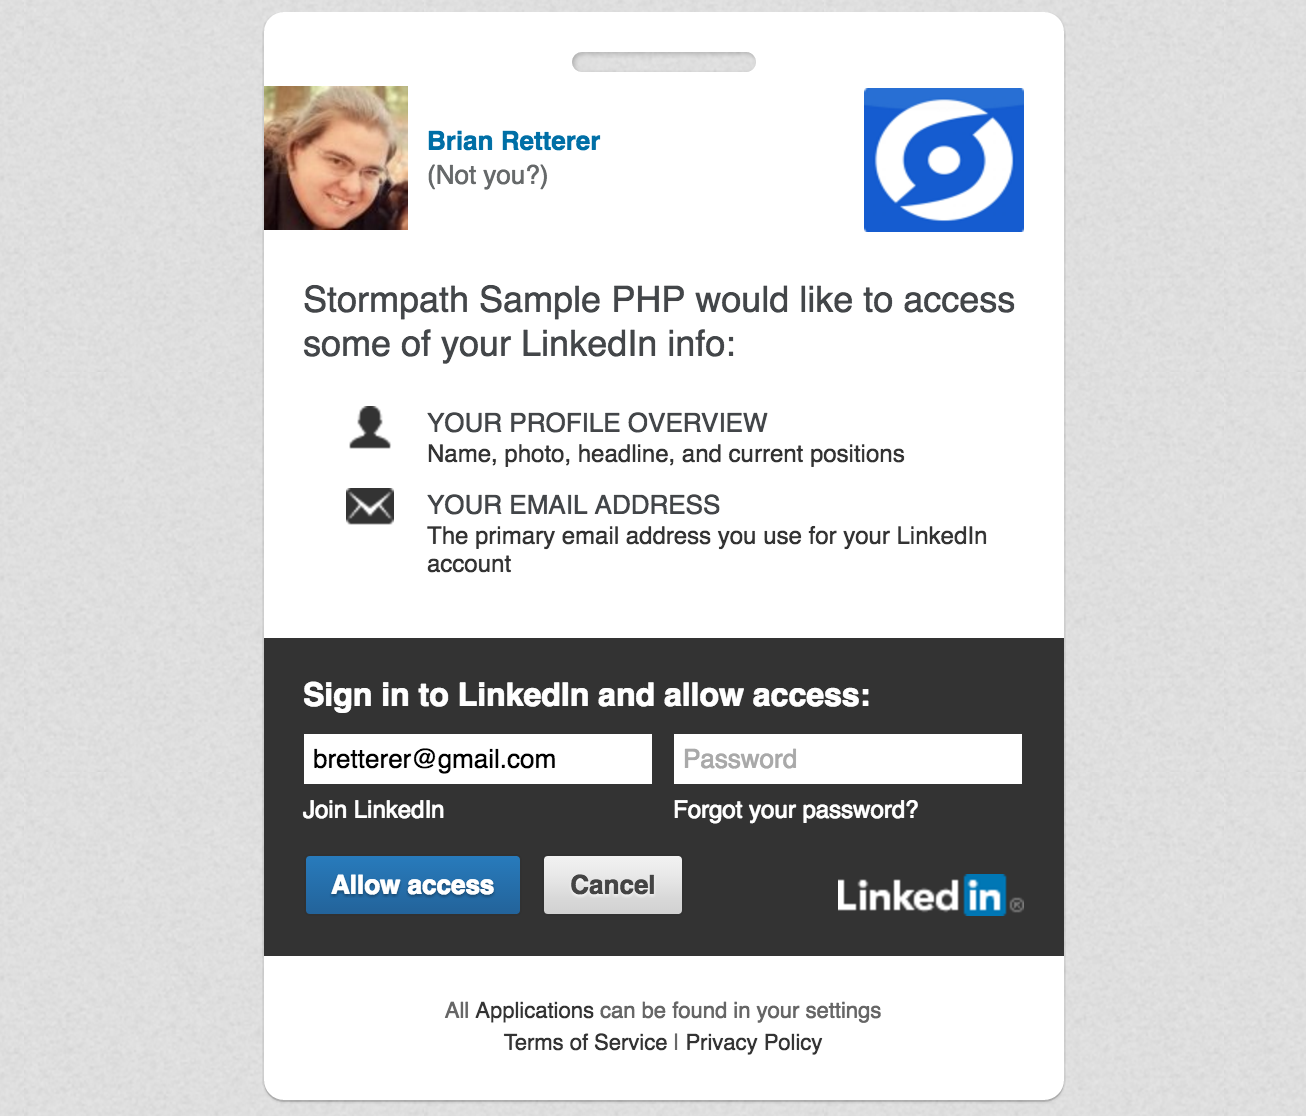 Brian Retterer
(Not you?)
Stormpath Sample PHP would like to access
some of your LinkedIn info:
YOUR PROFILE OVERVIEW
Name, photo, headline, and current positions
YOUR EMAIL ADDRESS
The primary email address you use for your LinkedIn
account
Sign in to LinkedIn and allow access:
bretterer@gmail.com Password
Join LinkedIn Forgot your password?
Allow access Cancel
Linked in ®
All Applications can be found in your settings
Terms of Service | Privacy Policy